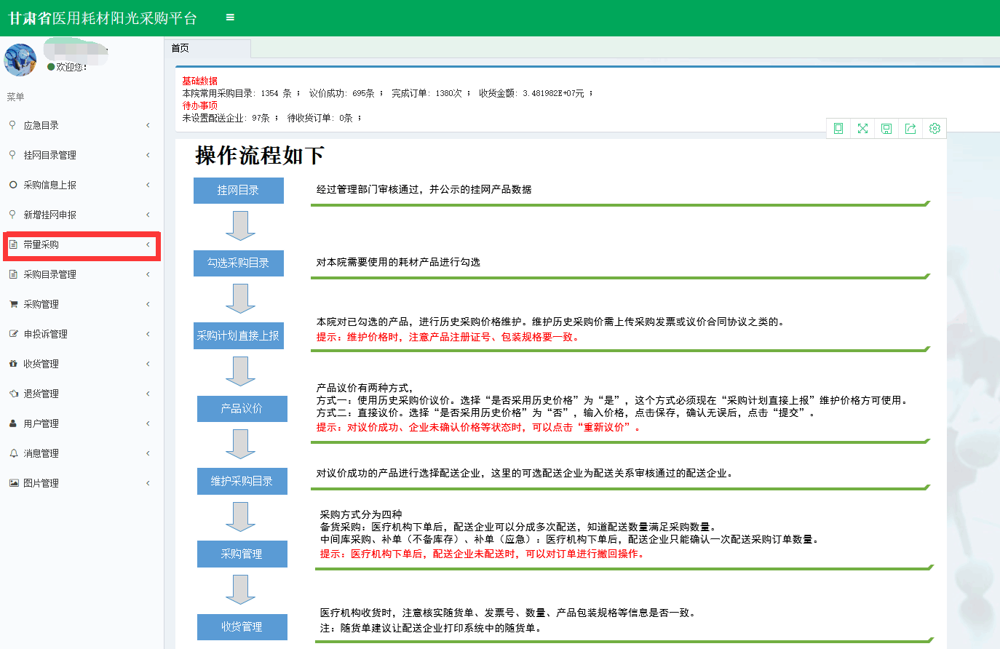 甘肃省医用耗材阳光采购平台
首页
欢迎您:
菜单
应急目录
挂网目录管理
采购信息上报
新增挂网申报
带量采购
采购目录管理
采购管理
申投诉管理
收货管理
退货管理
用户管理
消息管理
图片管理
基础数据
本院常用采购目录: 1354 条 ; 议价成功: 695条 ; 完成订单: 1380次 ; 收货金额: 3.481982E+07元 ;
待办事项
未设置配送企业: 97条 ; 待收货订单: 0条 ;
操作流程如下
挂网目录
经过管理部门审核通过，并公示的挂网产品数据
勾选采购目录
对本院需要使用的耗材产品进行勾选
采购计划直接上报
本院对已勾选的产品，进行历史采购价格维护。维护历史采购价需上传采购发票或议价合同协议之类的。
提示：维护价格时，注意产品注册证号、包装规格要一致。
产品议价
产品议价有两种方式，
方式一：使用历史采购价议价。选择“是否采用历史价格”为“是”，这个方式必须现在“采购计划直接上报”维护价格方可使用。
方式二：直接议价。选择“是否采用历史价格”为“否”，输入价格，点击保存，确认无误后，点击“提交”。
提示：对议价成功、企业未确认价格等状态时，可以点击“重新议价”。
维护采购目录
对议价成功的产品进行选择配送企业，这里的可选配送企业为配送关系审核通过的配送企业。
采购管理
采购方式分为四种
备货采购：医疗机构下单后，配送企业可以分成多次配送，知道配送数量满足采购数量。
中间库采购、补单（不备库存）、补单（应急）：医疗机构下单后，配送企业只能确认一次配送采购订单数量。
提示：医疗机构下单后，配送企业未配送时，可以对订单进行撤回操作。
收货管理
医疗机构收货时，注意核实随货单、发票号、数量、产品包装规格等信息是否一致。
注：随货单建议让配送企业打印系统中的随货单。